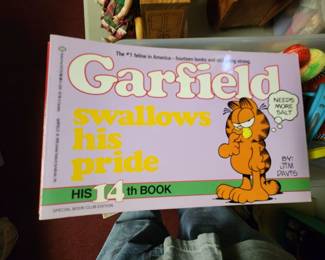 The #1 feline in America – fourteen books and still going strong.
Garfield
swallows
his
pride
NEEDS
MORE
SALT
BY:
JIM
DAVIS
HIS 14th BOOK
SPECIAL BOOK CLUB EDITION